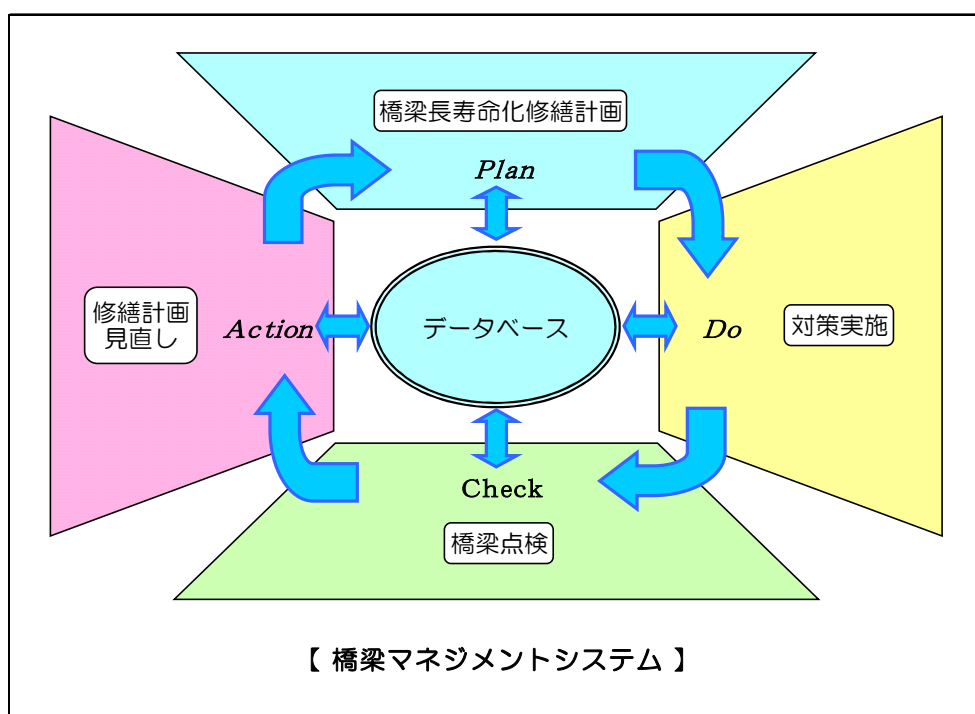 橋梁長寿命化修繕計画
Plan
修繕計画
見直し
Action
データベース
Do
対策実施
Check
橋梁点検
【 橋梁マネジメントシステム 】